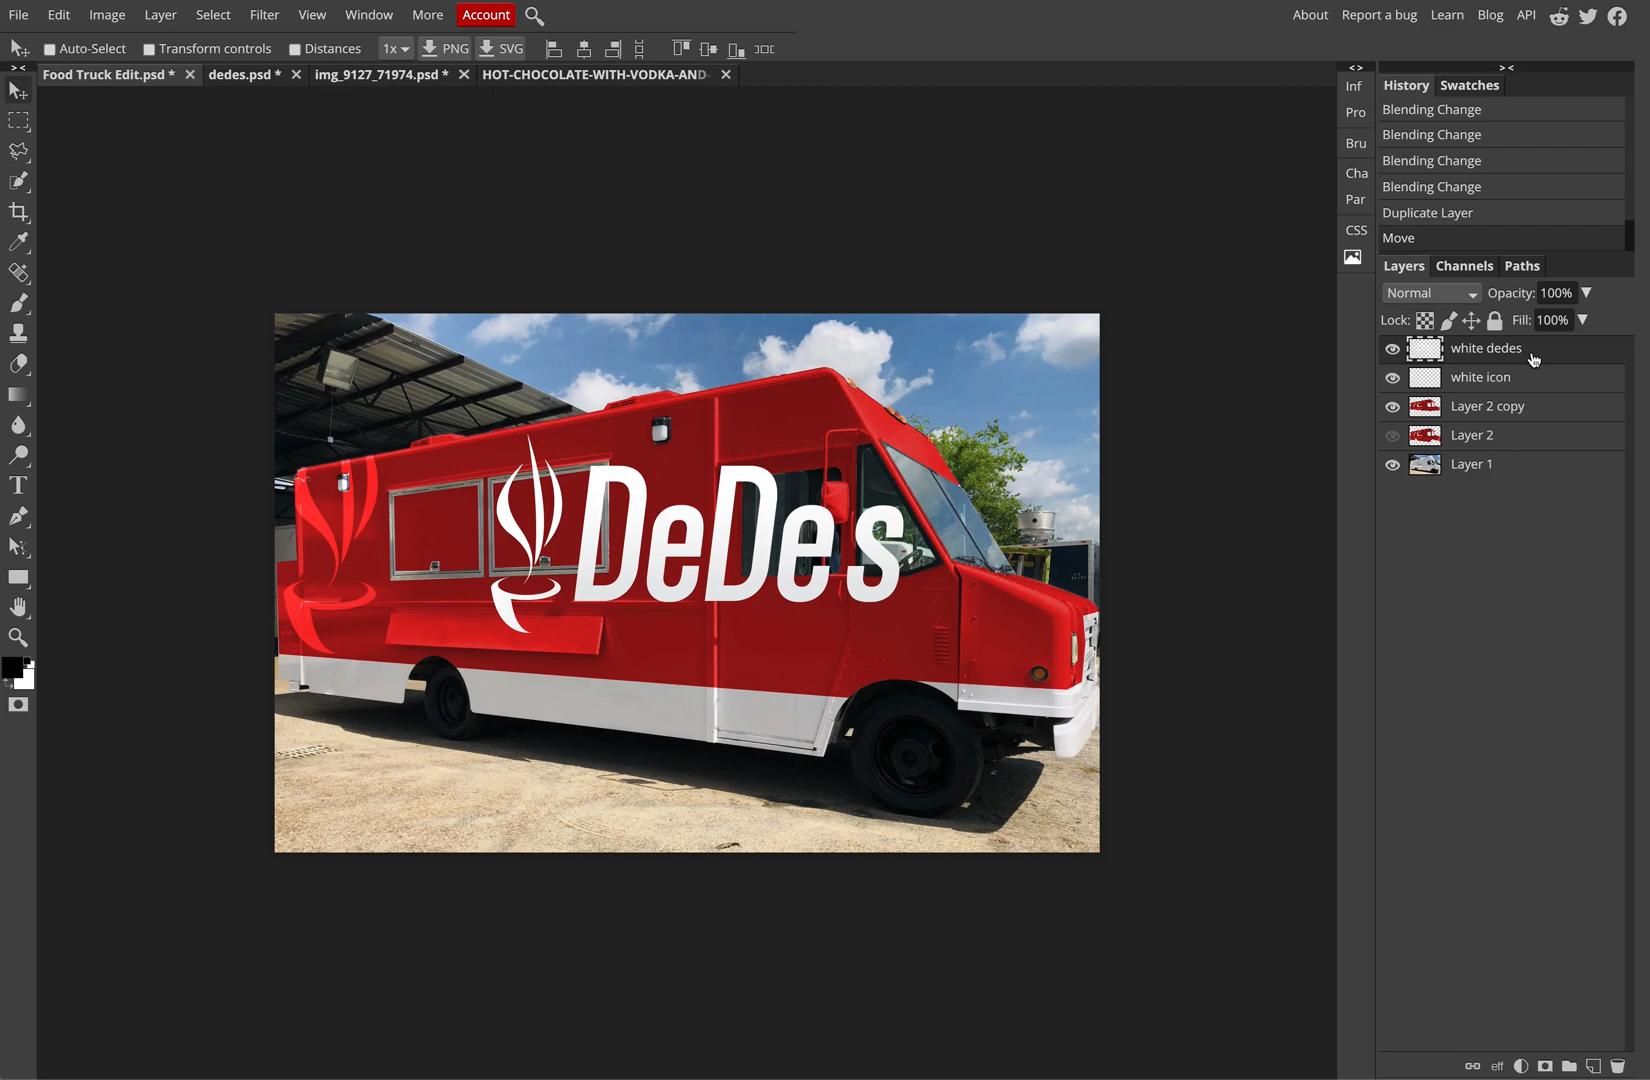 File Edit Image Layer Select Filter View Window More Account About Report a bug Learn Blog API
Auto-Select Transform controls Distances 1x PNG SVG
Food Truck Edit.psd * dedes.psd * img_9127_71974.psd * HOT-CHOCOLATE-WITH-VODKA-AND-
> < < > > <
Inf
Pro
Bru
Cha
Par
CSS
History Swatches
Blending Change
Blending Change
Blending Change
Blending Change
Duplicate Layer
Move
Layers Channels Paths
Normal Opacity: 100%
Lock: Fill: 100%
white dedes
white icon
Layer 2 copy
Layer 2
Layer 1
DeDes
eff